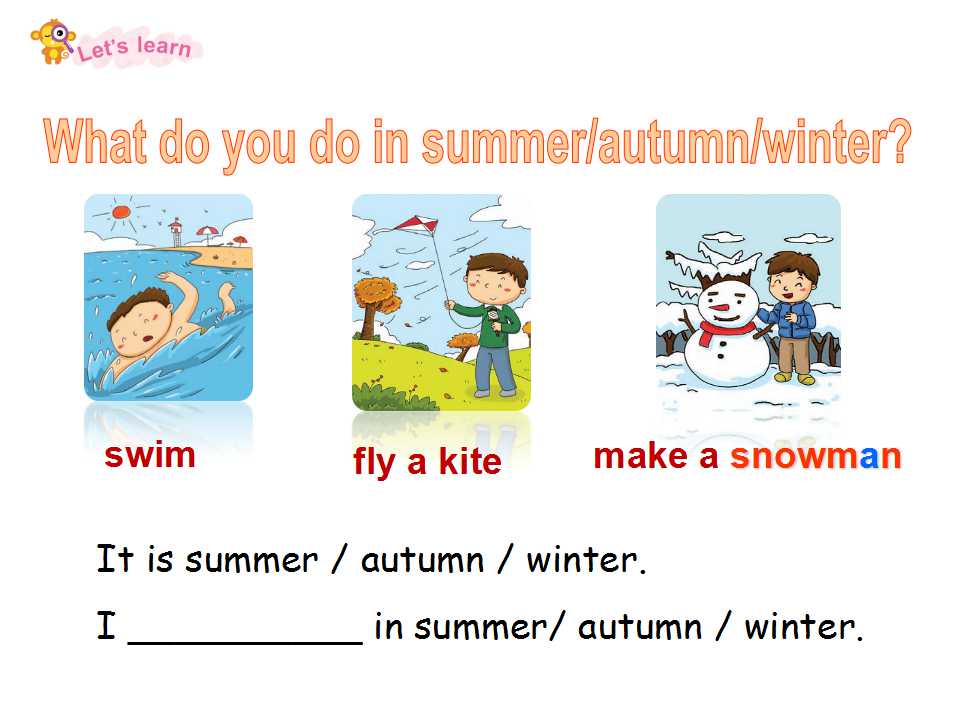 Let's learn
What do you do in summer/autumn/winter?
swim
fly a kite
make a snowman
It is summer / autumn / winter.
I ___________ in summer/ autumn / winter.